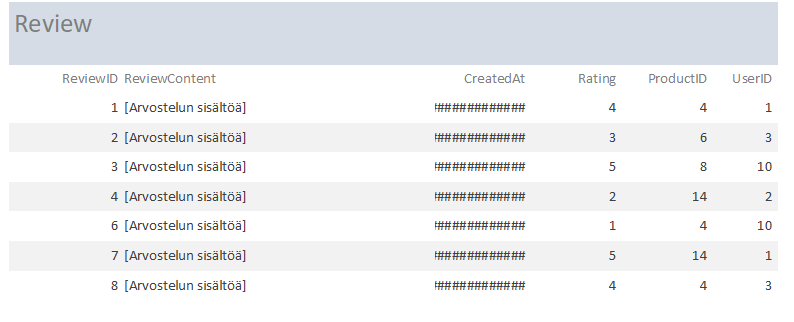 Review
ReviewID ReviewContent CreatedAt Rating ProductID UserID
1 [Arvostelun sisältöä] ############# 4 4 1
2 [Arvostelun sisältöä] ############# 3 6 3
3 [Arvostelun sisältöä] ############# 5 8 10
4 [Arvostelun sisältöä] ############# 2 14 2
6 [Arvostelun sisältöä] ############# 1 4 10
7 [Arvostelun sisältöä] ############# 5 14 1
8 [Arvostelun sisältöä] ############# 4 4 3